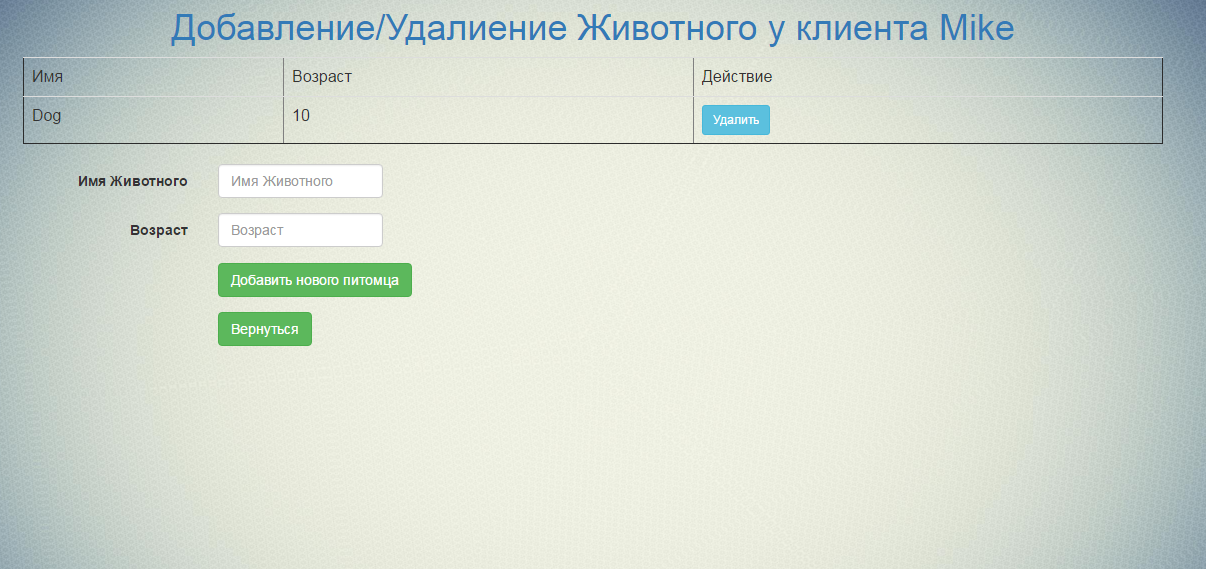 Добавление/Удалиение Животного у клиента Mike
Имя Возраст Действие
Dog 10 Удалить
Имя Животного Имя Животного
Возраст Возраст
Добавить нового питомца
Вернуться